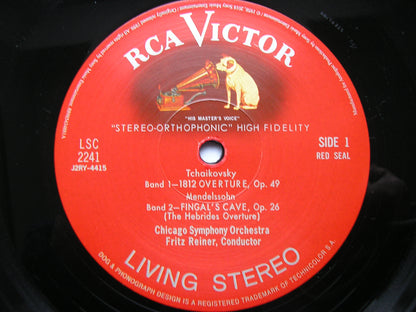 RCA VICTOR
"HIS MASTER'S VOICE"
"STEREO-ORTHOPHONIC" HIGH FIDELITY
LSC
2241
J2RY-4415
SIDE 1
RED SEAL
Tchaikovsky
Band 1—1812 OVERTURE, Op. 49
Mendelssohn
Band 2—FINGAL'S CAVE, Op. 26
(The Hebrides Overture)
Chicago Symphony Orchestra
Fritz Reiner, Conductor
LIVING STEREO
DOG & PHONOGRAPH DESIGN IS A REGISTERED TRADEMARK OF TECHNICOLOR S.A.